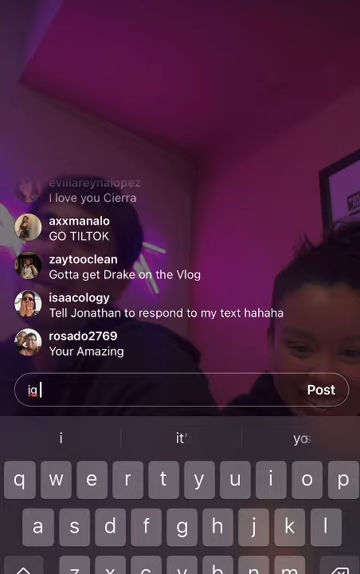 evillareynalopez
I love you Cierra
axxmanalo
GO TILTOK
zaytooclean
Gotta get Drake on the Vlog
isaacology
Tell Jonathan to respond to my text hahaha
rosado2769
Your Amazing
ig Post
i it'
q w e r t y u i o p
a s d f g h j k l
z x c v b n m